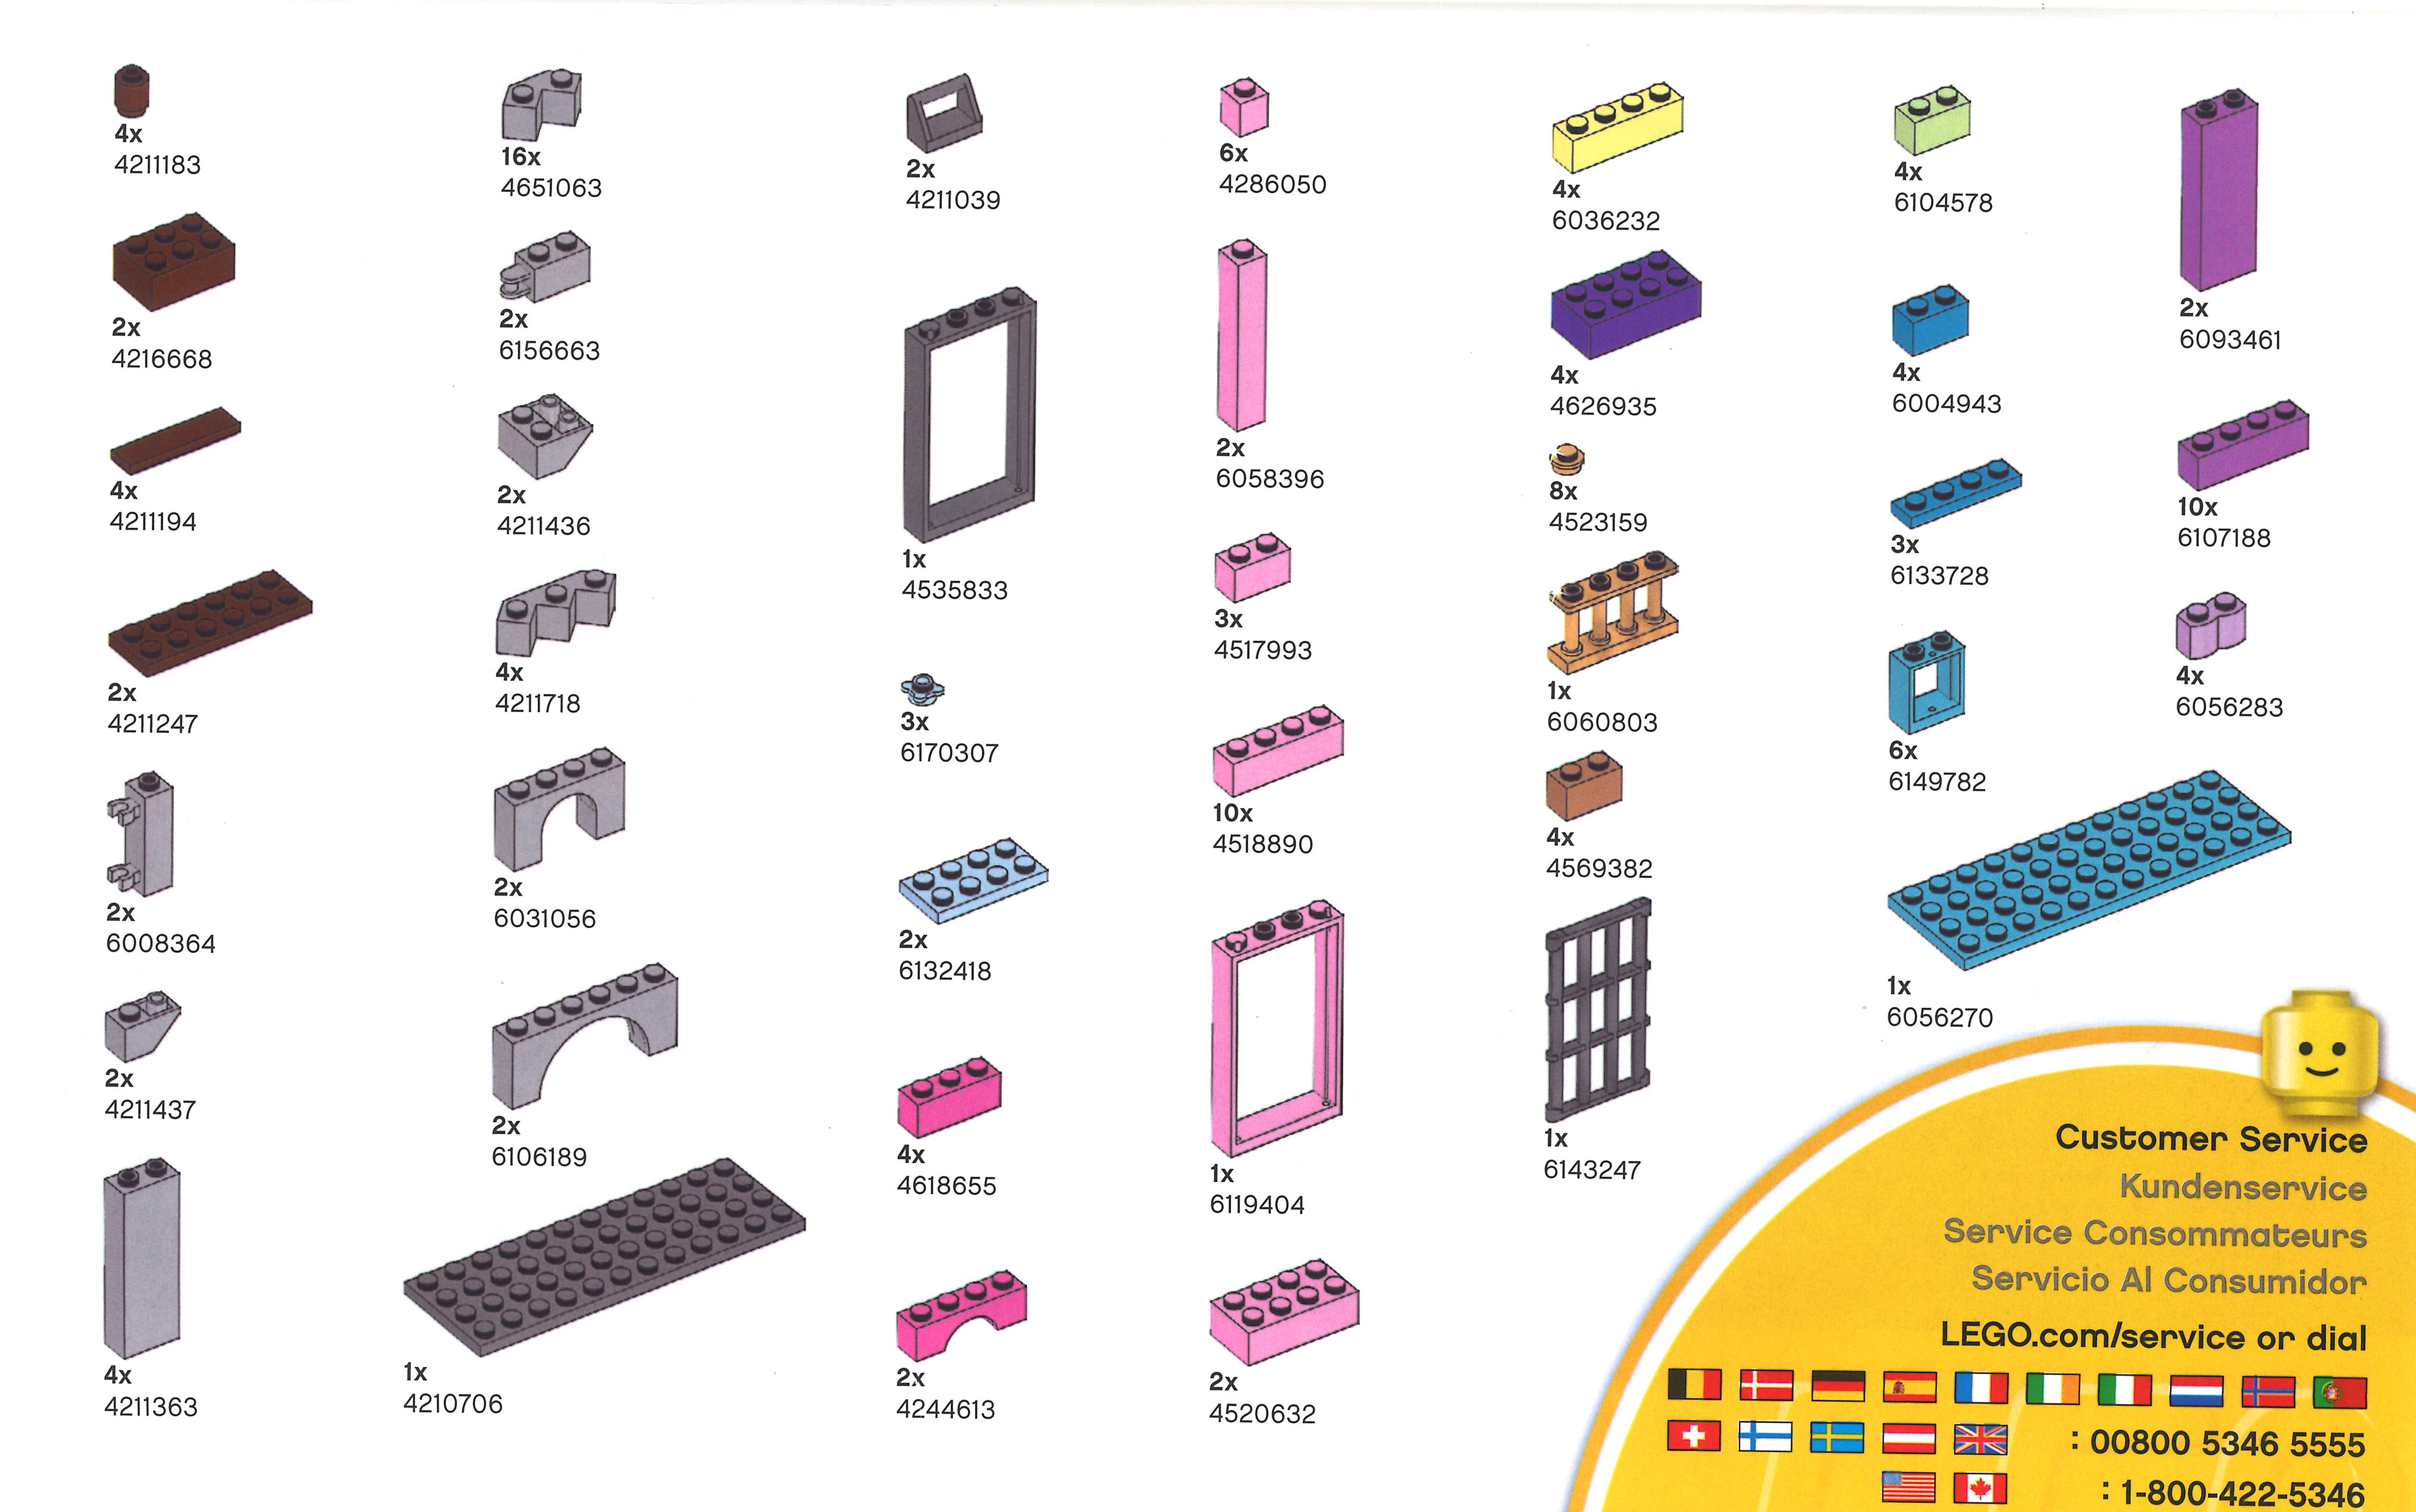 4x
4211183
2x
4216668
4x
4211194
2x
4211247
2x
6008364
2x
4211437
4x
4211363
16x
4651063
2x
6156663
2x
4211436
4x
4211718
2x
6031056
2x
6106189
1x
4210706
2x
4211039
1x
4535833
3x
6170307
2x
6132418
4x
4618655
2x
4244613
6x
4286050
2x
6058396
3x
4517993
10x
4518890
1x
6119404
2x
4520632
4x
6036232
4x
4626935
8x
4523159
1x
6060803
4x
4569382
1x
6143247
4x
6104578
4x
6004943
3x
6133728
6x
6149782
1x
6056270
2x
6093461
10x
6107188
4x
6056283
Customer Service
Kundenservice
Service Consommateurs
Servicio Al Consumidor
LEGO.com/service or dial
: 00800 5346 5555
: 1-800-422-5346